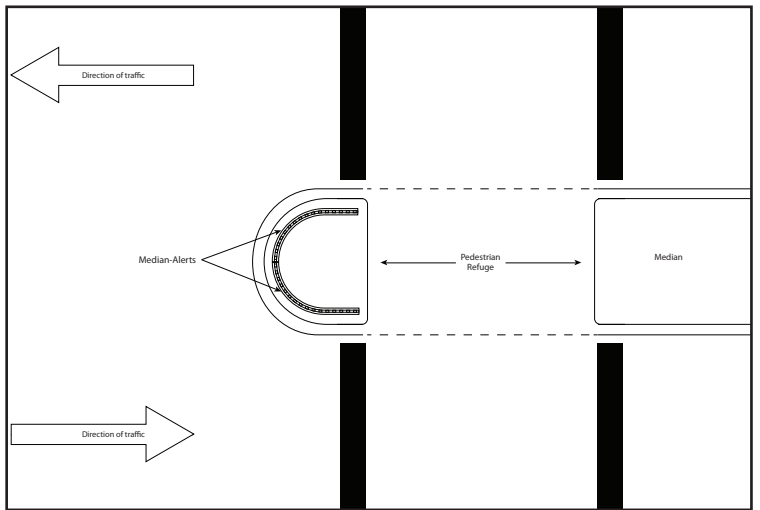 Direction of traffic
Median-Alerts
Pedestrian
Refuge
Median
Direction of traffic